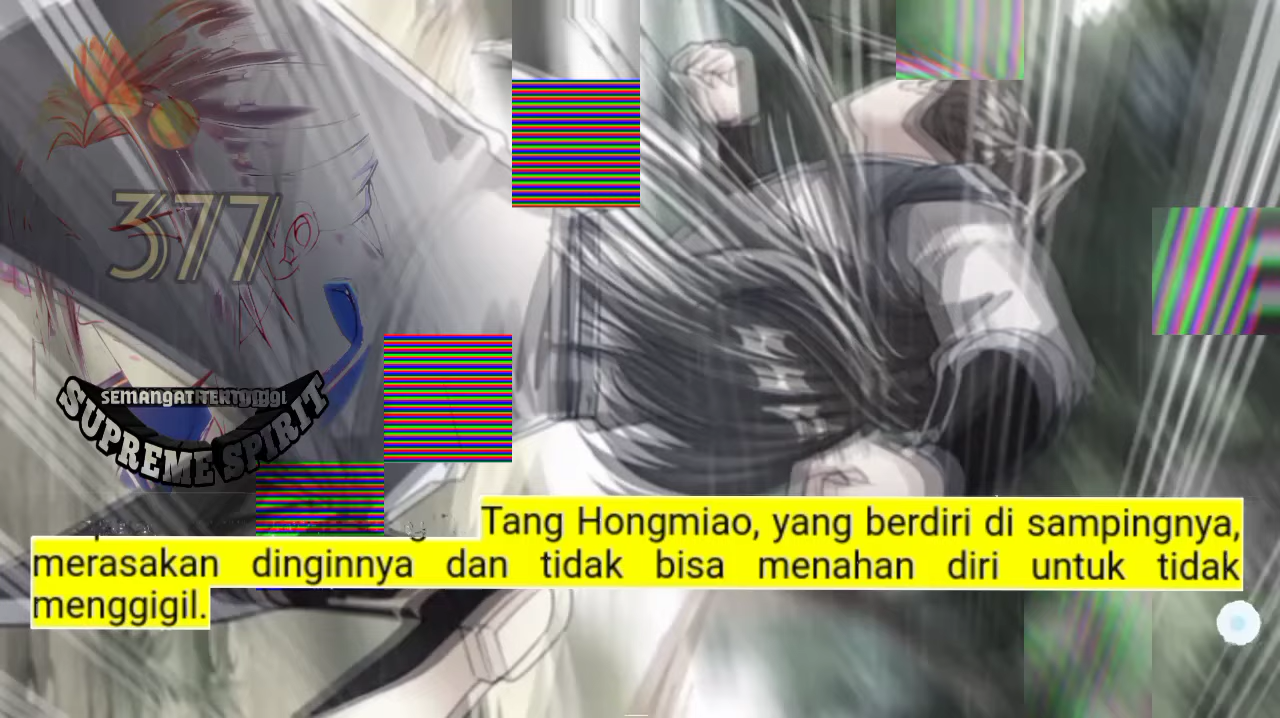 377
SEMANGAT
SUPREME SPIRIT
Tang Hongmiao, yang berdiri di sampingnya,
merasakan dinginnya dan tidak bisa menahan diri untuk tidak
menggigil.